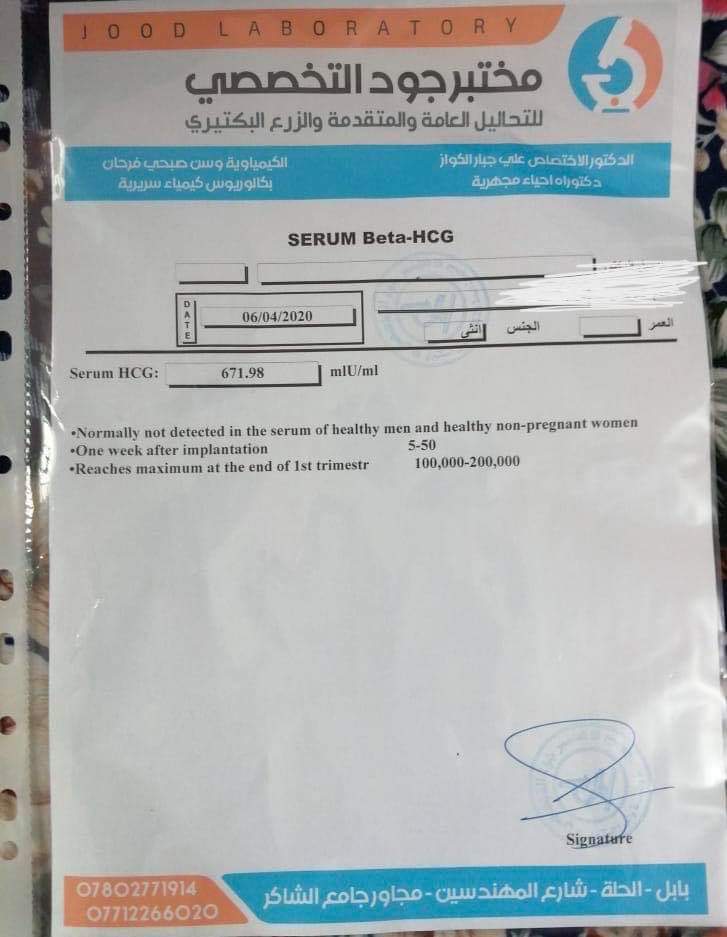 JOOD LABORATORY
مختبر جود التخصصي
للتحاليل العامة والمتقدمة والزرع البكتيري
الدكتور الاختصاص علي جبار الكواز
دكتوراه احياء مجهرية
الكيمياوية وسن صبحي فرحان
بكالوريوس كيمياء سريرية
SERUM Beta-HCG
DATE
06/04/2020
العمر
الجنس
انثى
Serum HCG: 671.98 mIU/ml
•Normally not detected in the serum of healthy men and healthy non-pregnant women
•One week after implantation 5-50
•Reaches maximum at the end of 1st trimestr 100,000-200,000
Signature
07802771914
07712266020
بابل - الحلة - شارع المهندسين - مجاور جامع الشاكر